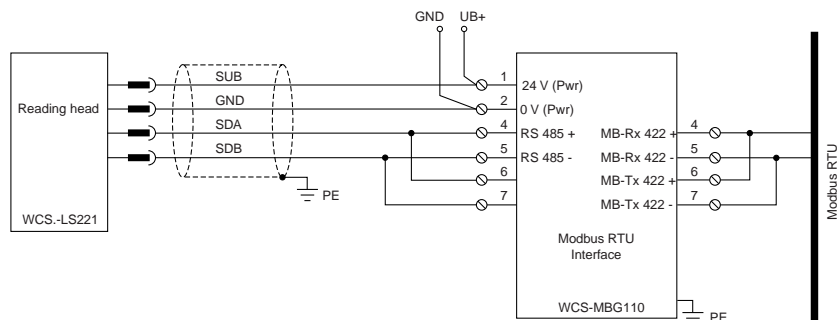 GND UB+
Reading head
WCS.-LS221
SUB
GND
SDA
SDB
PE
1
2
4
5
6
7
24 V (Pwr)
0 V (Pwr)
RS 485 +
RS 485 -
MB-Rx 422 +
MB-Rx 422 -
MB-Tx 422 +
MB-Tx 422 -
4
5
6
7
Modbus RTU
Interface
WCS-MBG110
PE
Modbus RTU